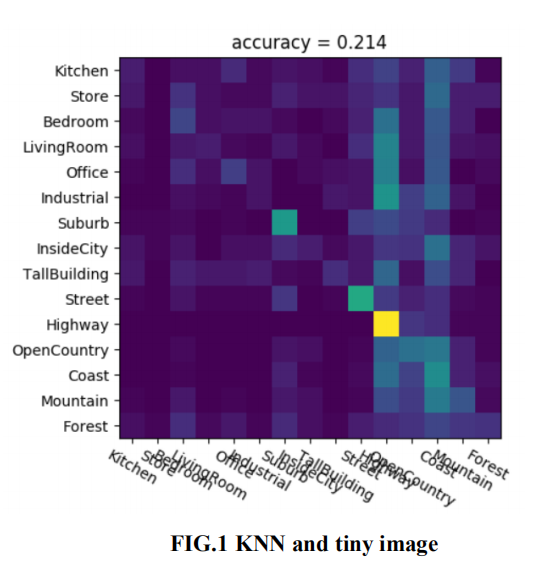 accuracy = 0.214
Kitchen
Store
Bedroom
LivingRoom
Office
Industrial
Suburb
InsideCity
TallBuilding
Street
Highway
OpenCountry
Coast
Mountain
Forest
Kitchen
Store
Bedroom
LivingRoom
Office
Industrial
Suburb
InsideCity
TallBuilding
Street
Highway
OpenCountry
Coast
Mountain
Forest
FIG.1 KNN and tiny image